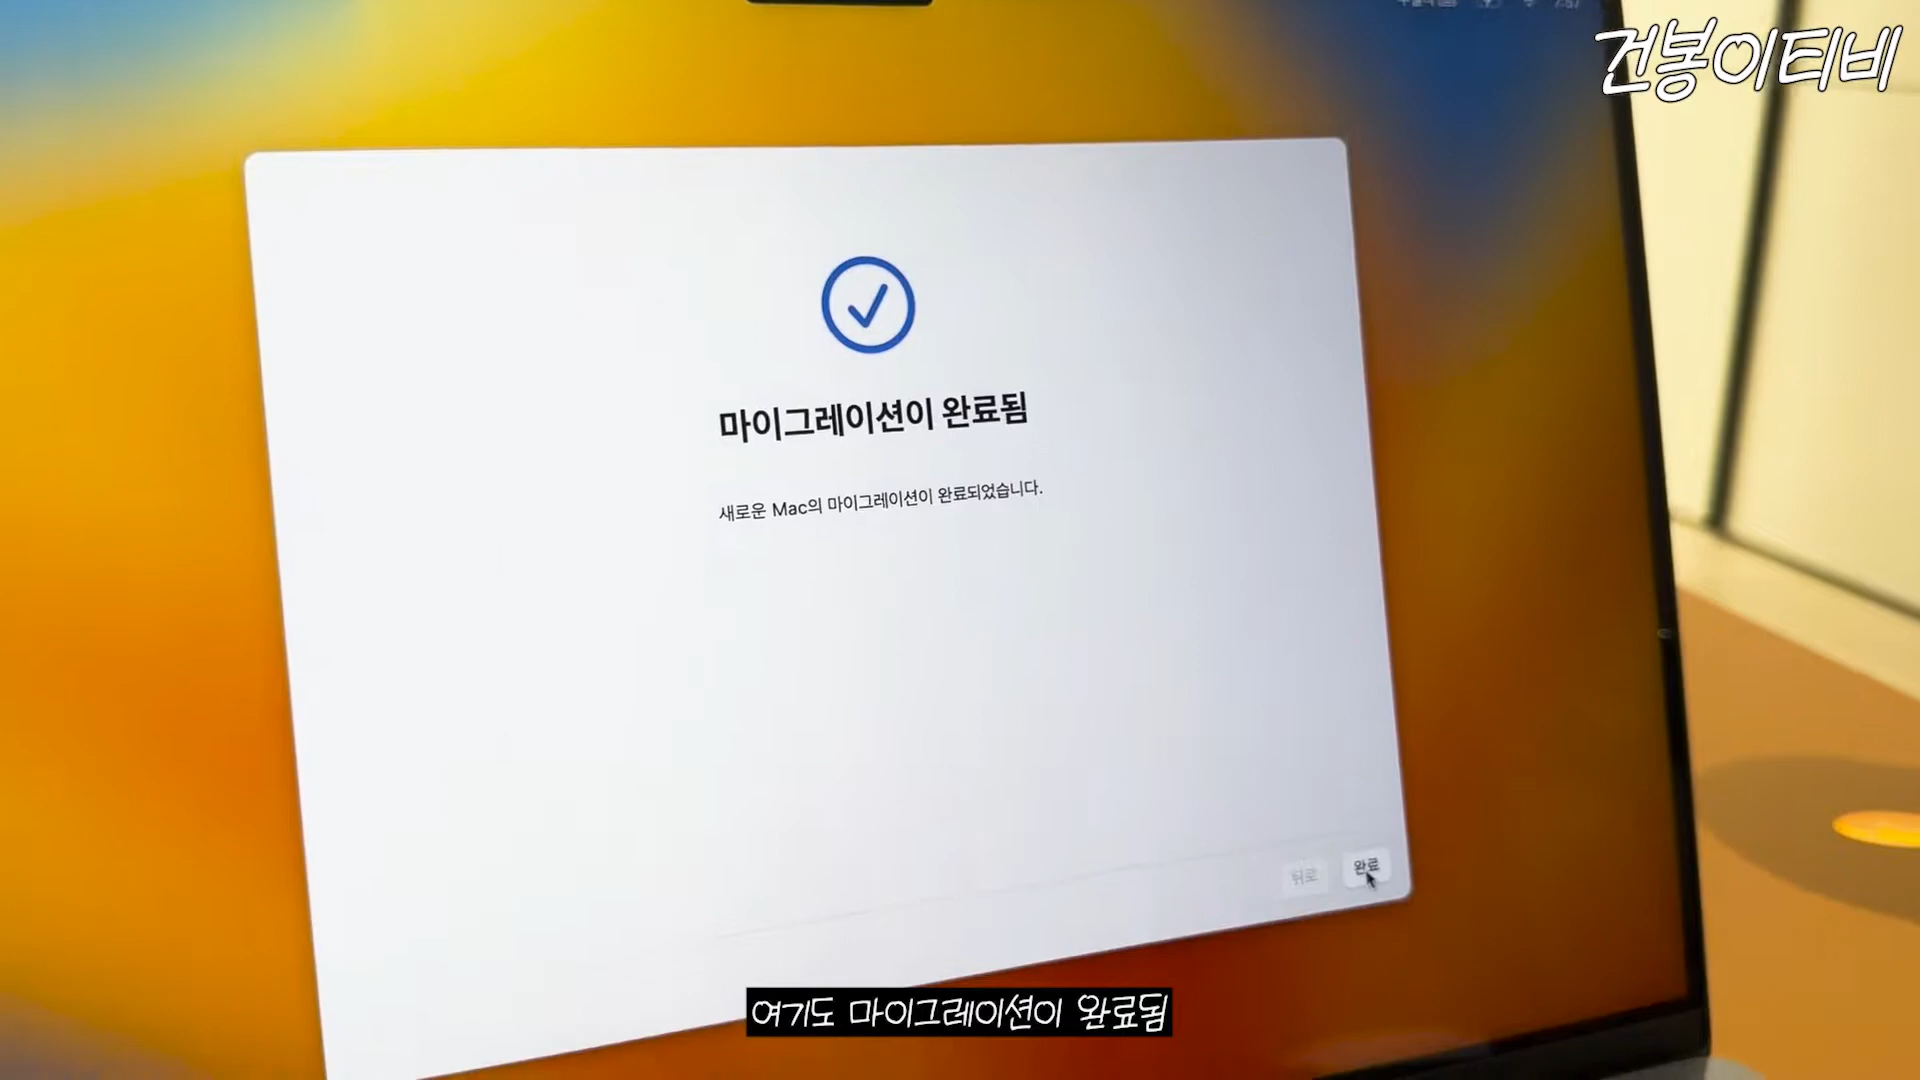 건봉이티비
마이그레이션이 완료됨
새로운 Mac의 마이그레이션이 완료되었습니다.
뒤로
완료
여기도 마이그레이션이 완료됨